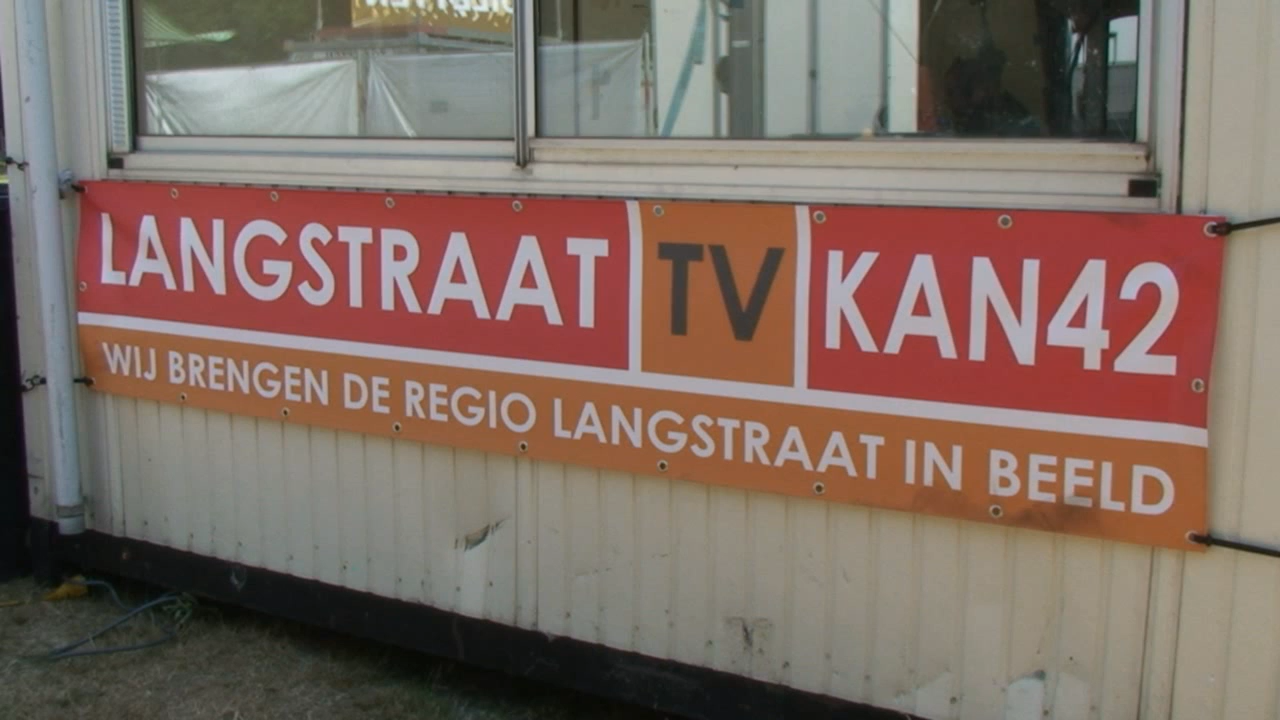 LANGSTRAAT TV KAN42
WIJ BRENGEN DE REGIO LANGSTRAAT IN BEELD